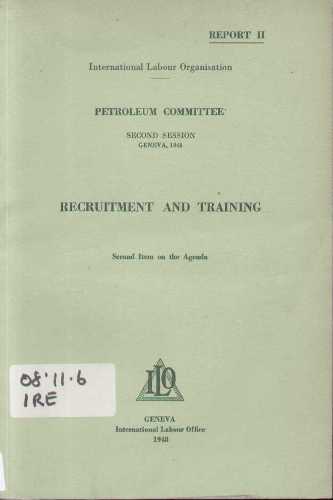 REPORT II
International Labour Organisation
PETROLEUM COMMITTEE
SECOND SESSION
GENEVA, 1948
RECRUITMENT AND TRAINING
Second Item on the Agenda
08'11.6
IRE
ILO
GENEVA
International Labour Office
1948